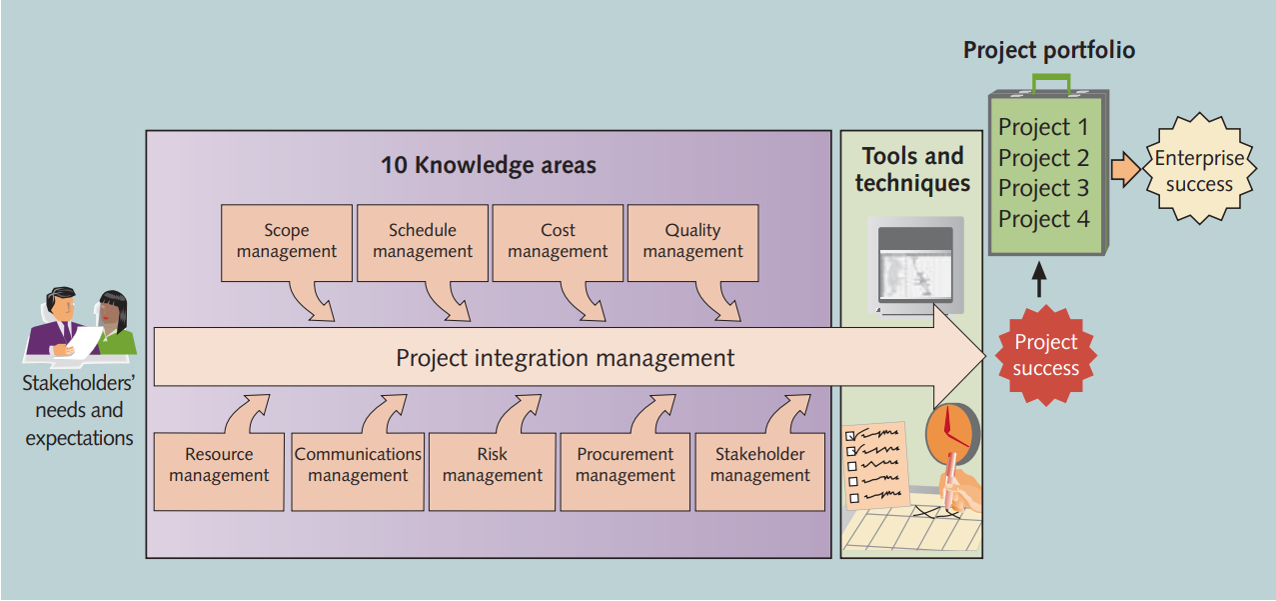 Project portfolio
Project 1
Project 2
Project 3
Project 4
Enterprise
success
10 Knowledge areas
Tools and
techniques
Scope
management
Schedule
management
Cost
management
Quality
management
Stakeholders’
needs and
expectations
Project integration management
Project
success
Resource
management
Communications
management
Risk
management
Procurement
management
Stakeholder
management